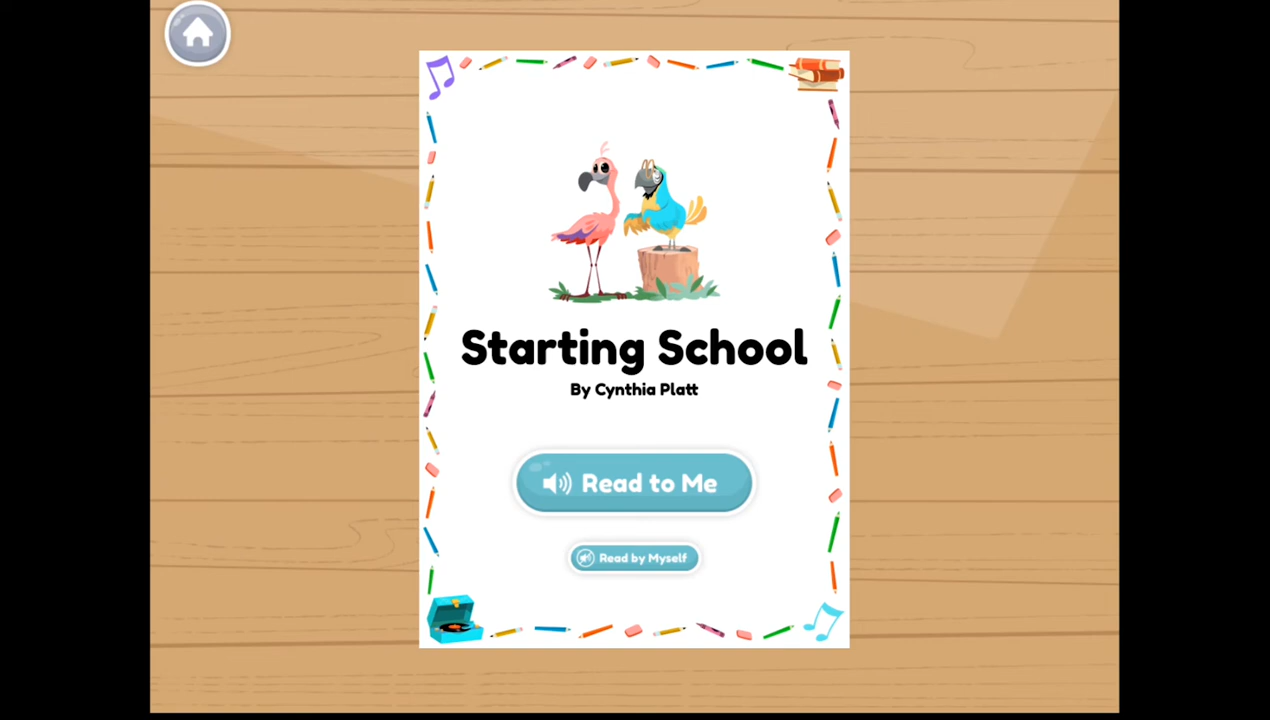 Starting School
By Cynthia Platt
Read to Me
Read by Myself